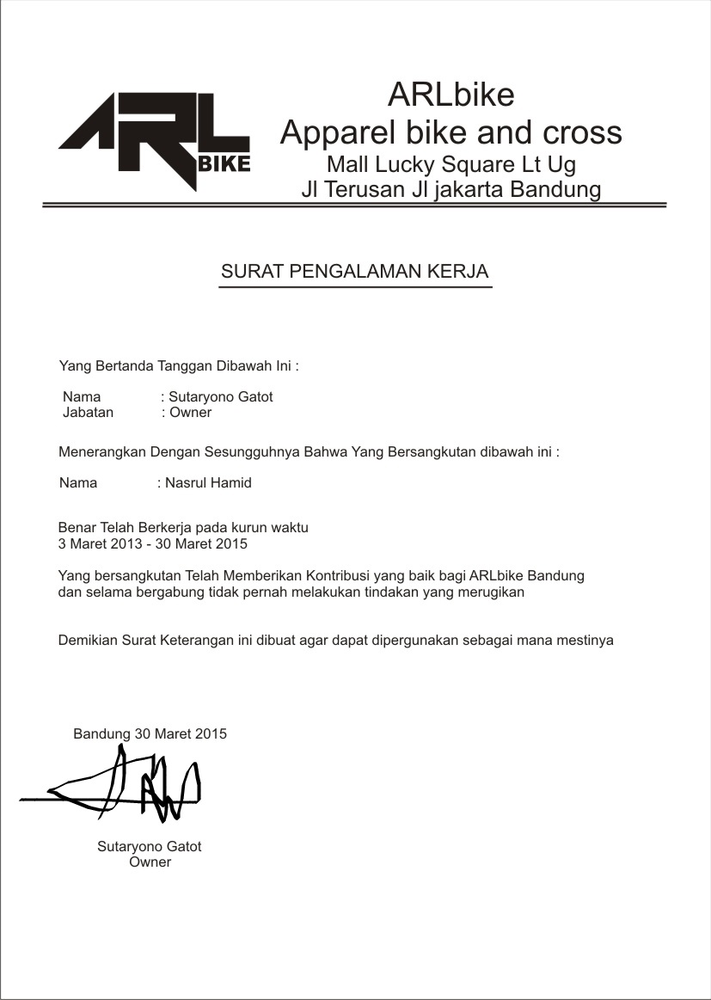 ARL
BIKE
ARLbike
Apparel bike and cross
Mall Lucky Square Lt Ug
Jl Terusan Jl jakarta Bandung
SURAT PENGALAMAN KERJA
Yang Bertanda Tanggan Dibawah Ini :
Nama : Sutaryono Gatot
Jabatan : Owner
Menerangkan Dengan Sesungguhnya Bahwa Yang Bersangkutan dibawah ini :
Nama : Nasrul Hamid
Benar Telah Berkerja pada kurun waktu
3 Maret 2013 - 30 Maret 2015
Yang bersangkutan Telah Memberikan Kontribusi yang baik bagi ARLbike Bandung
dan selama bergabung tidak pernah melakukan tindakan yang merugikan
Demikian Surat Keterangan ini dibuat agar dapat dipergunakan sebagai mana mestinya
Bandung 30 Maret 2015
Sutaryono Gatot
Owner